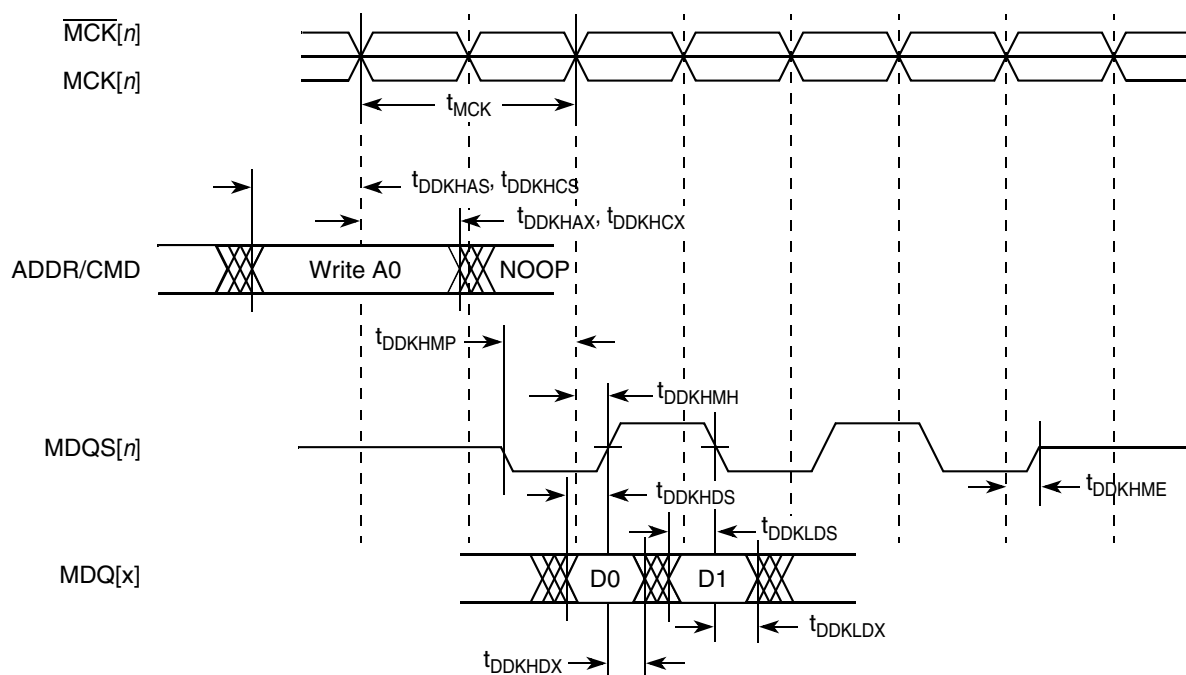 MCK[n]
MCK[n]
tMCK
tDDKHAS, tDDKHCS
tDDKHAX, tDDKHCX
ADDR/CMD
Write A0
NOOP
tDDKHMP
tDDKHMH
MDQS[n]
tDDKHDS
tDDKHME
tDDKLDS
MDQ[x]
D0
D1
tDDKLDX
tDDKHDX